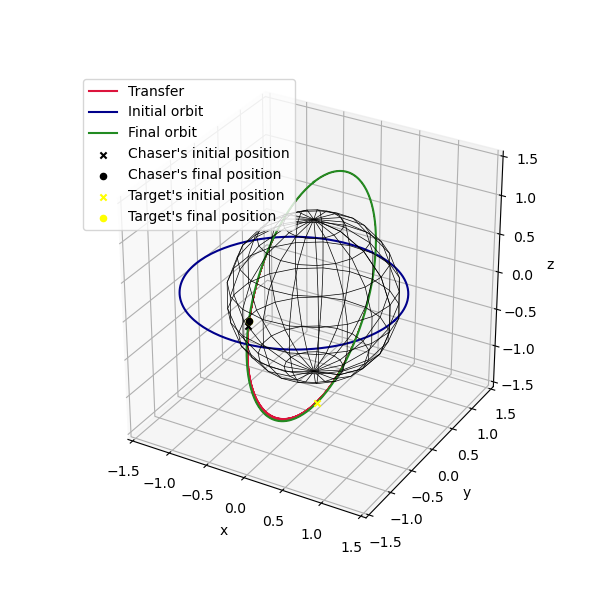 Transfer
Initial orbit
Final orbit
Chaser's initial position
Chaser's final position
Target's initial position
Target's final position
1.5
1.0
0.5
0.0
−0.5
−1.0
−1.5
z
−1.5
−1.0
−0.5
0.0
0.5
1.0
1.5
x
−1.5
−1.0
−0.5
0.0
0.5
1.0
1.5
y